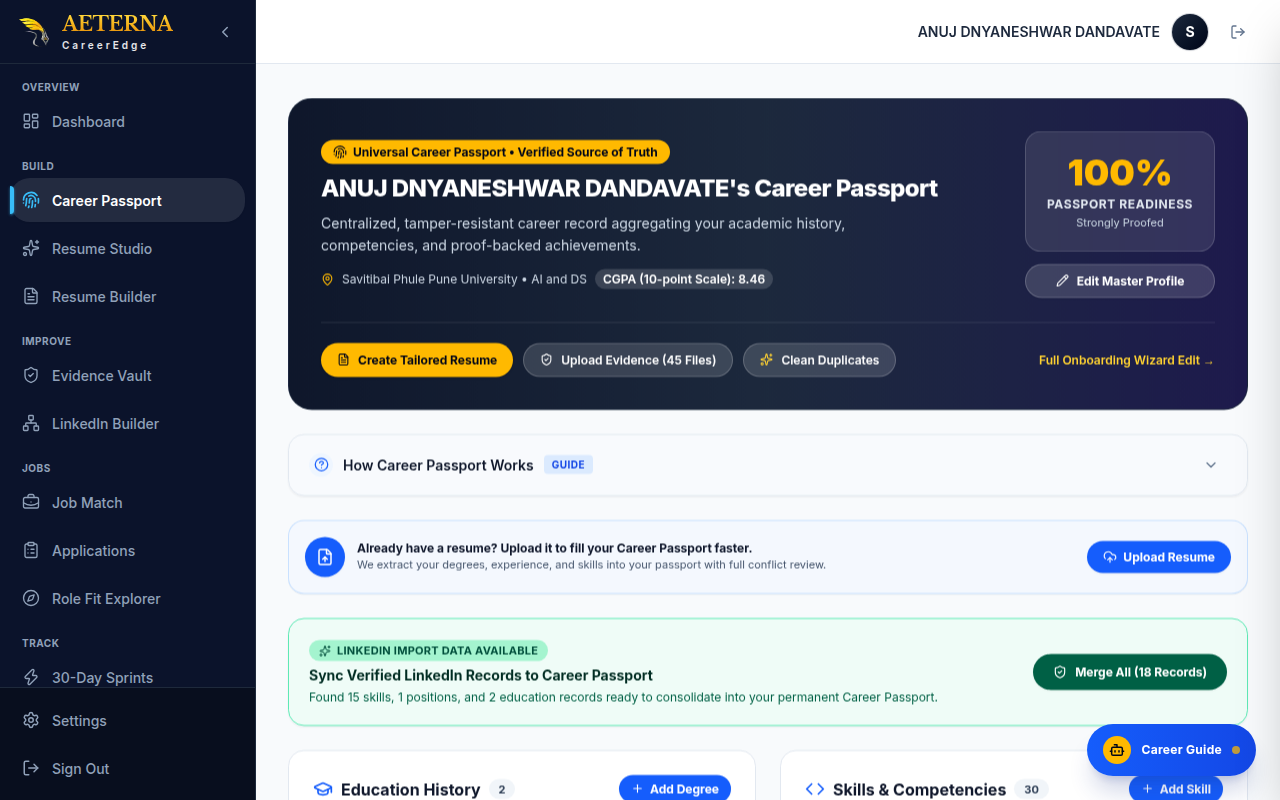 AETERNA
CareerEdge
OVERVIEW
Dashboard
BUILD
Career Passport
Resume Studio
Resume Builder
IMPROVE
Evidence Vault
LinkedIn Builder
JOBS
Job Match
Applications
Role Fit Explorer
TRACK
30-Day Sprints
Settings
Sign Out
ANUJ DNYANESHWAR DANDAVATE
S
Universal Career Passport • Verified Source of Truth
ANUJ DNYANESHWAR DANDAVATE's Career Passport
Centralized, tamper-resistant career record aggregating your academic history,
competencies, and proof-backed achievements.
Savitibai Phule Pune University • AI and DS CGPA (10-point Scale): 8.46
100%
PASSPORT READINESS
Strongly Proofed
Edit Master Profile
Create Tailored Resume
Upload Evidence (45 Files)
Clean Duplicates
Full Onboarding Wizard Edit →
How Career Passport Works GUIDE
Already have a resume? Upload it to fill your Career Passport faster.
We extract your degrees, experience, and skills into your passport with full conflict review.
Upload Resume
LINKEDIN IMPORT DATA AVAILABLE
Sync Verified LinkedIn Records to Career Passport
Found 15 skills, 1 positions, and 2 education records ready to consolidate into your permanent Career Passport.
Merge All (18 Records)
Career Guide
Education History 2
+ Add Degree
Skills & Competencies 30
+ Add Skill